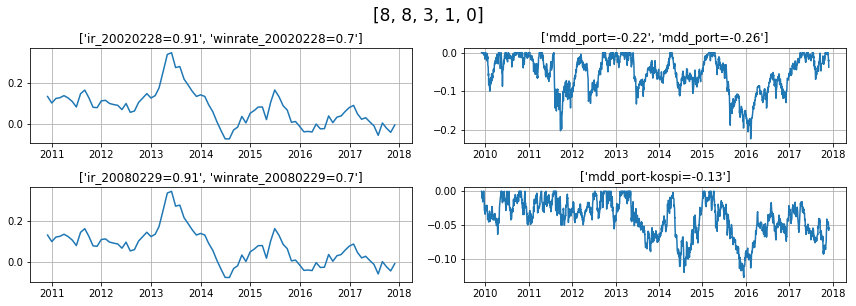 [8, 8, 3, 1, 0]
['ir_20020228=0.91', 'winrate_20020228=0.7']
0.2
0.0
2011 2012 2013 2014 2015 2016 2017 2018
['mdd_port=-0.22', 'mdd_port=-0.26']
0.0
−0.1
−0.2
2010 2011 2012 2013 2014 2015 2016 2017 2018
['ir_20080229=0.91', 'winrate_20080229=0.7']
0.2
0.0
2011 2012 2013 2014 2015 2016 2017 2018
['mdd_port-kospi=-0.13']
0.00
−0.05
−0.10
2010 2011 2012 2013 2014 2015 2016 2017 2018